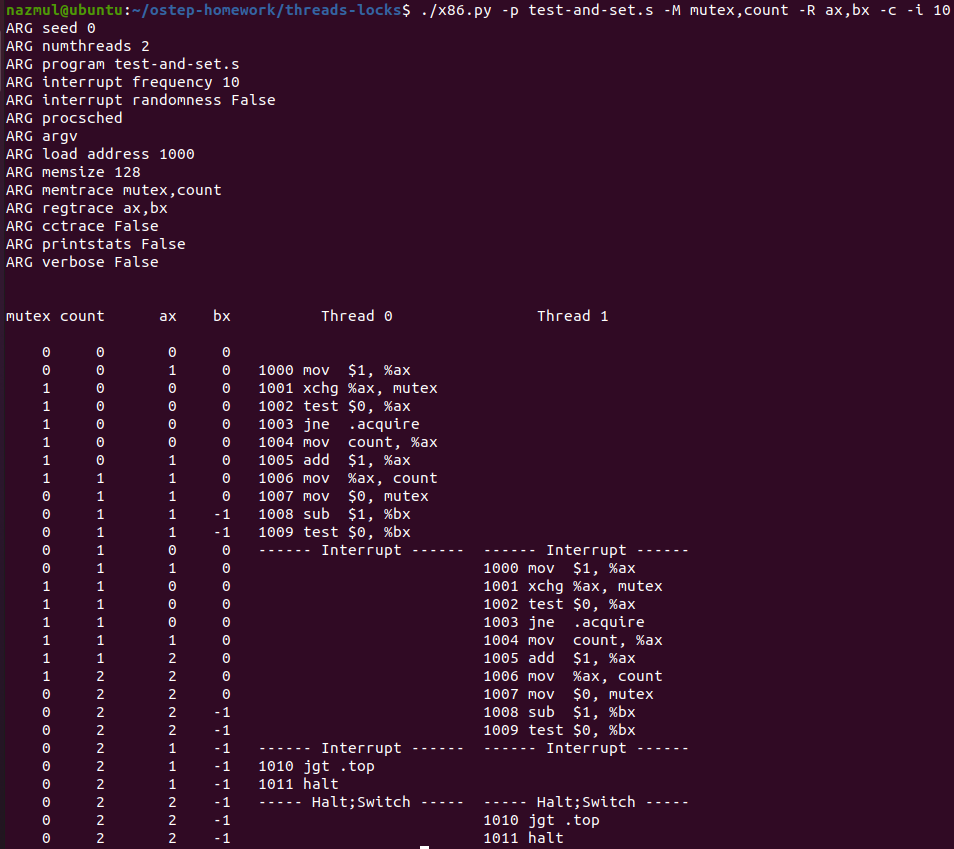 nazmul@ubuntu:~/ostep-homework/threads-locks$ ./x86.py -p test-and-set.s -M mutex,count -R ax,bx -c -i 10
ARG seed 0
ARG numthreads 2
ARG program test-and-set.s
ARG interrupt frequency 10
ARG interrupt randomness False
ARG procsched
ARG argv
ARG load address 1000
ARG memsize 128
ARG memtrace mutex,count
ARG regtrace ax,bx
ARG cctrace False
ARG printstats False
ARG verbose False
mutex count      ax    bx          Thread 0                Thread 1
    0     0       0     0
    0     0       1     0   1000 mov  $1, %ax
    1     0       0     0   1001 xchg %ax, mutex
    1     0       0     0   1002 test $0, %ax
    1     0       0     0   1003 jne  .acquire
    1     0       0     0   1004 mov  count, %ax
    1     0       1     0   1005 add  $1, %ax
    1     1       1     0   1006 mov  %ax, count
    0     1       1     0   1007 mov  $0, mutex
    0     1       1    -1   1008 sub  $1, %bx
    0     1       1    -1   1009 test $0, %bx
    0     1       0     0   ------ Interrupt ------  ------ Interrupt ------
    0     1       1     0                            1000 mov  $1, %ax
    1     1       0     0                            1001 xchg %ax, mutex
    1     1       0     0                            1002 test $0, %ax
    1     1       0     0                            1003 jne  .acquire
    1     1       1     0                            1004 mov  count, %ax
    1     1       2     0                            1005 add  $1, %ax
    1     2       2     0                            1006 mov  %ax, count
    0     2       2     0                            1007 mov  $0, mutex
    0     2       2    -1                            1008 sub  $1, %bx
    0     2       2    -1                            1009 test $0, %bx
    0     2       1    -1   ------ Interrupt ------  ------ Interrupt ------
    0     2       1    -1   1010 jgt .top
    0     2       1    -1   1011 halt
    0     2       2    -1   ----- Halt;Switch -----  ----- Halt;Switch -----
    0     2       2    -1                            1010 jgt .top
    0     2       2    -1                            1011 halt